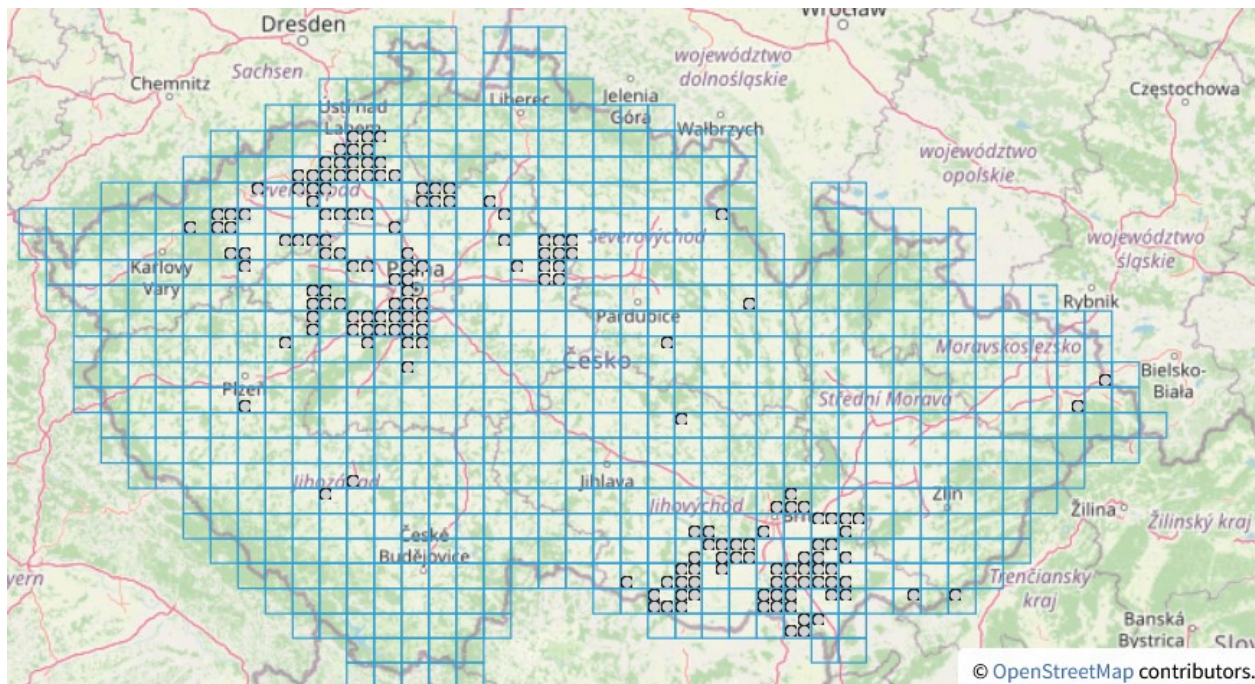 Wrocław
Dresden
województwo
dolnośląskie
Sachsen
Chemnitz
Jelenia
Góra
Częstochowa
Liberec
Ústí nad
Labem
Wałbrzych
województwo
opolskie
Severozápad
Severovýchod
województwo
śląskie
Karlovy
Vary
Praha
Rybnik
Pardubice
Moravskoslezsko
Česko
Bielsko-
Biała
Plzeň
Střední Morava
Jihozápad
Jihlava
Jihovýchod
Zlín
Brno
Žilina
Žilinský kraj
České
Budějovice
Trenčiansky
kraj
Banská
Bystrica
© OpenStreetMap contributors.